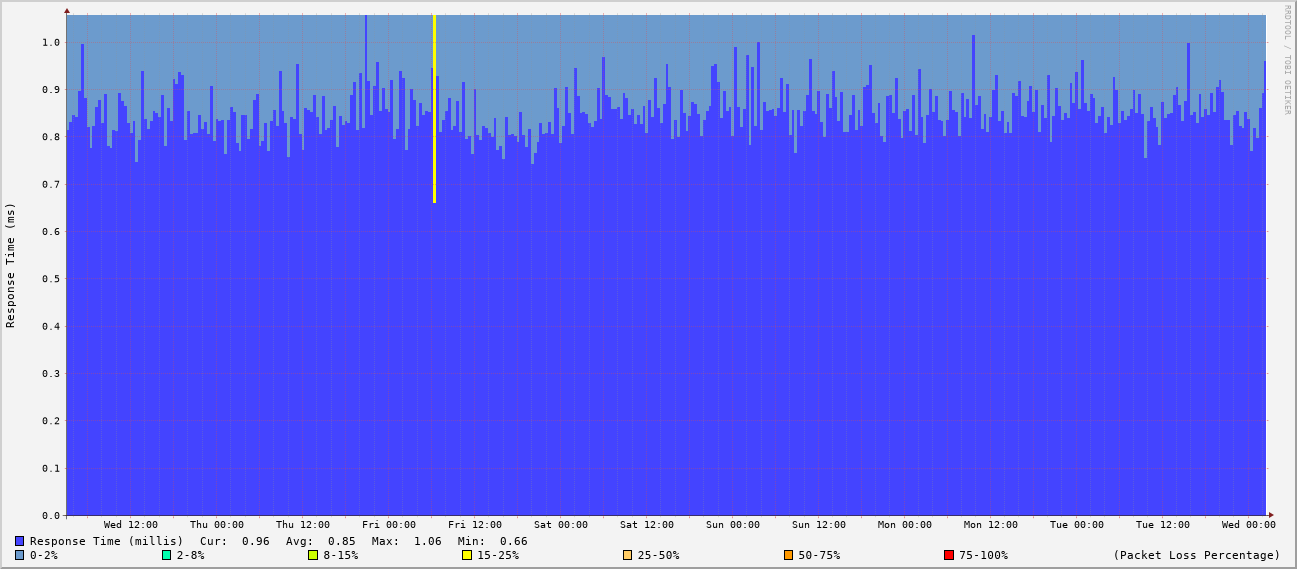 RRDTOOL / TOBI OETIKER
Response Time (ms)
1.0
0.9
0.8
0.7
0.6
0.5
0.4
0.3
0.2
0.1
0.0
Wed 12:00 Thu 00:00 Thu 12:00 Fri 00:00 Fri 12:00 Sat 00:00 Sat 12:00 Sun 00:00 Sun 12:00 Mon 00:00 Mon 12:00 Tue 00:00 Tue 12:00 Wed 00:00
Response Time (millis) Cur: 0.96 Avg: 0.85 Max: 1.06 Min: 0.66
0-2% 2-8% 8-15% 15-25% 25-50% 50-75% 75-100% (Packet Loss Percentage)